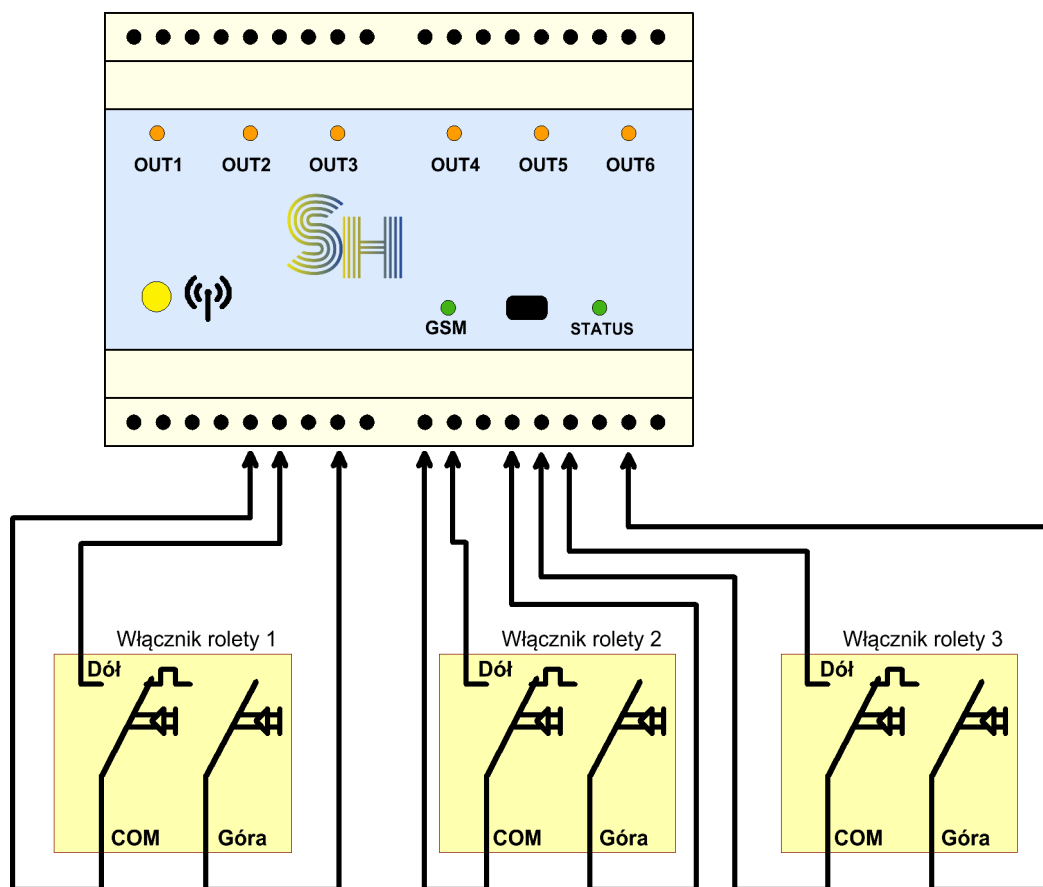 OUT1 OUT2 OUT3 OUT4 OUT5 OUT6
SH
GSM STATUS
Włącznik rolety 1 Włącznik rolety 2 Włącznik rolety 3
Dół Dół Dół
COM Góra COM Góra COM Góra